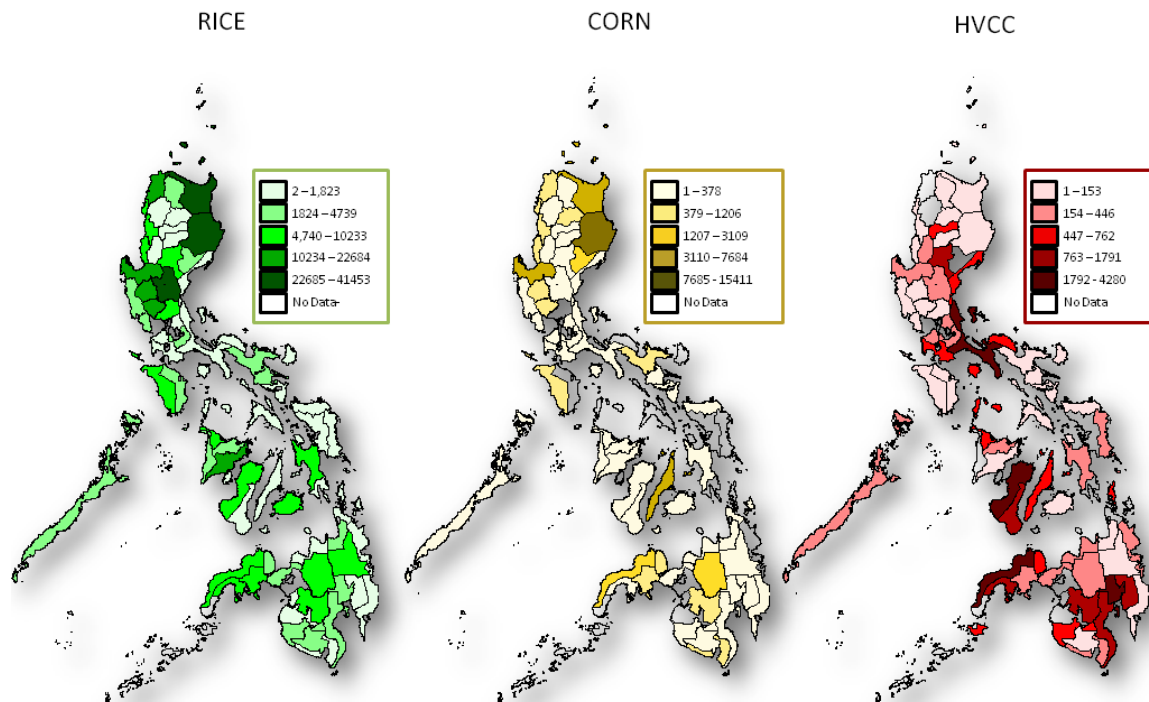 RICE
CORN
HVCC
2 – 1,823
1824 – 4739
4,740 – 10233
10234 – 22684
22685 – 41453
No Data-
1 – 378
379 – 1206
1207 – 3109
3110 – 7684
7685 - 15411
No Data
1 – 153
154 – 446
447 – 762
763 – 1791
1792 - 4280
No Data